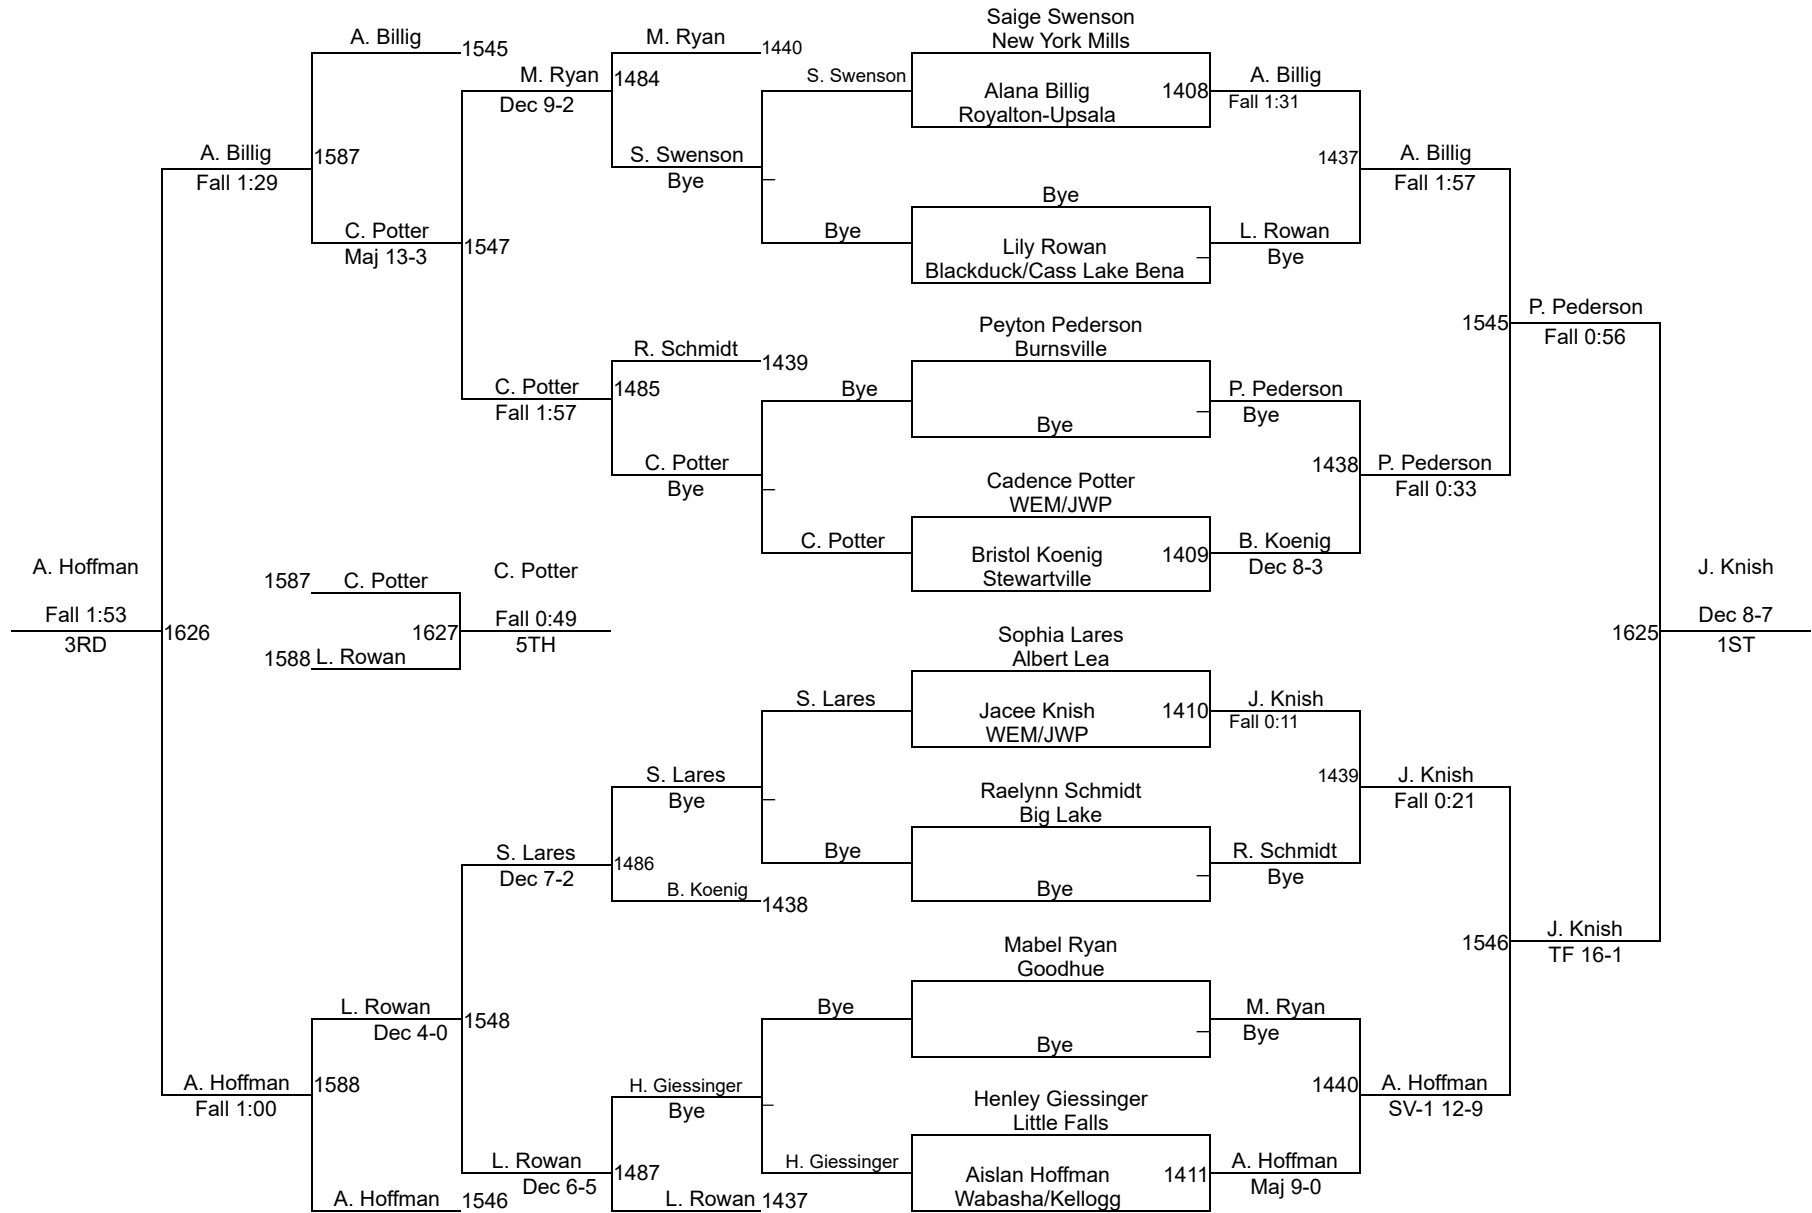 Saige Swenson
New York Mills
A. Billig
1545
M. Ryan
1440
M. Ryan
1484
Dec 9-2
S. Swenson
Alana Billig
1408
Royalton-Upsala
A. Billig
Fall 1:31
A. Billig
Fall 1:29
1587
S. Swenson
Bye
1437
A. Billig
Fall 1:57
Bye
C. Potter
Maj 13-3
1547
Bye
Lily Rowan
Blackduck/Cass Lake Bena
L. Rowan
Bye
Peyton Pederson
Burnsville
1545
P. Pederson
Fall 0:56
R. Schmidt
1439
C. Potter
Fall 1:57
1485
Bye
Bye
P. Pederson
Bye
C. Potter
Bye
Cadence Potter
WEM/JWP
1438
P. Pederson
Fall 0:33
C. Potter
Bristol Koenig
1409
Stewartville
B. Koenig
Dec 8-3
A. Hoffman
Fall 1:53
3RD
1626
1587
C. Potter
1588
L. Rowan
1627
C. Potter
Fall 0:49
5TH
J. Knish
Dec 8-7
1ST
1625
Sophia Lares
Albert Lea
S. Lares
Jacee Knish
1410
WEM/JWP
J. Knish
Fall 0:11
S. Lares
Bye
Raelynn Schmidt
Big Lake
1439
J. Knish
Fall 0:21
S. Lares
Dec 7-2
1486
B. Koenig
1438
Bye
Bye
R. Schmidt
Bye
Mabel Ryan
Goodhue
1546
J. Knish
TF 16-1
L. Rowan
Dec 4-0
1548
Bye
Bye
M. Ryan
Bye
A. Hoffman
Fall 1:00
1588
H. Giessinger
Bye
Henley Giessinger
Little Falls
1440
A. Hoffman
SV-1 12-9
L. Rowan
Dec 6-5
1487
H. Giessinger
Aislan Hoffman
1411
Wabasha/Kellogg
A. Hoffman
Maj 9-0
A. Hoffman
1546
L. Rowan
1437